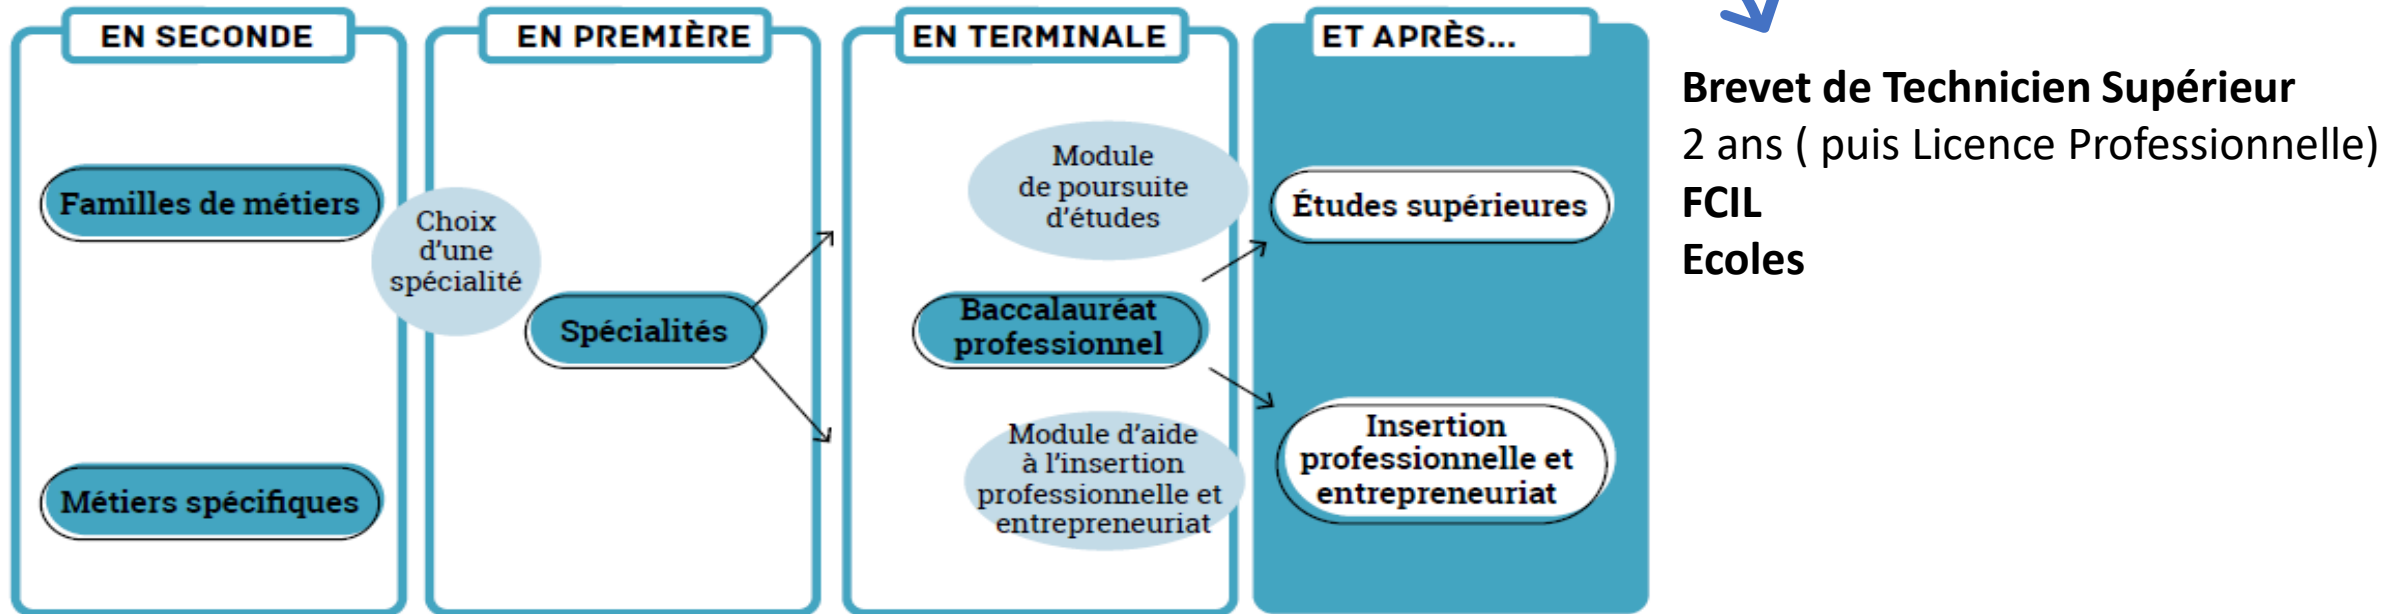 EN SECONDE
Familles de métiers
Métiers spécifiques
Choix
d'une
spécialité
EN PREMIÈRE
Spécialités
EN TERMINALE
Module
de poursuite
d'études
Baccalauréat
professionnel
Module d'aide
à l'insertion
professionnelle et
entrepreneuriat
ET APRÈS...
Études supérieures
Insertion
professionnelle et
entrepreneuriat
Brevet de Technicien Supérieur
2 ans ( puis Licence Professionnelle)
FCIL
Ecoles